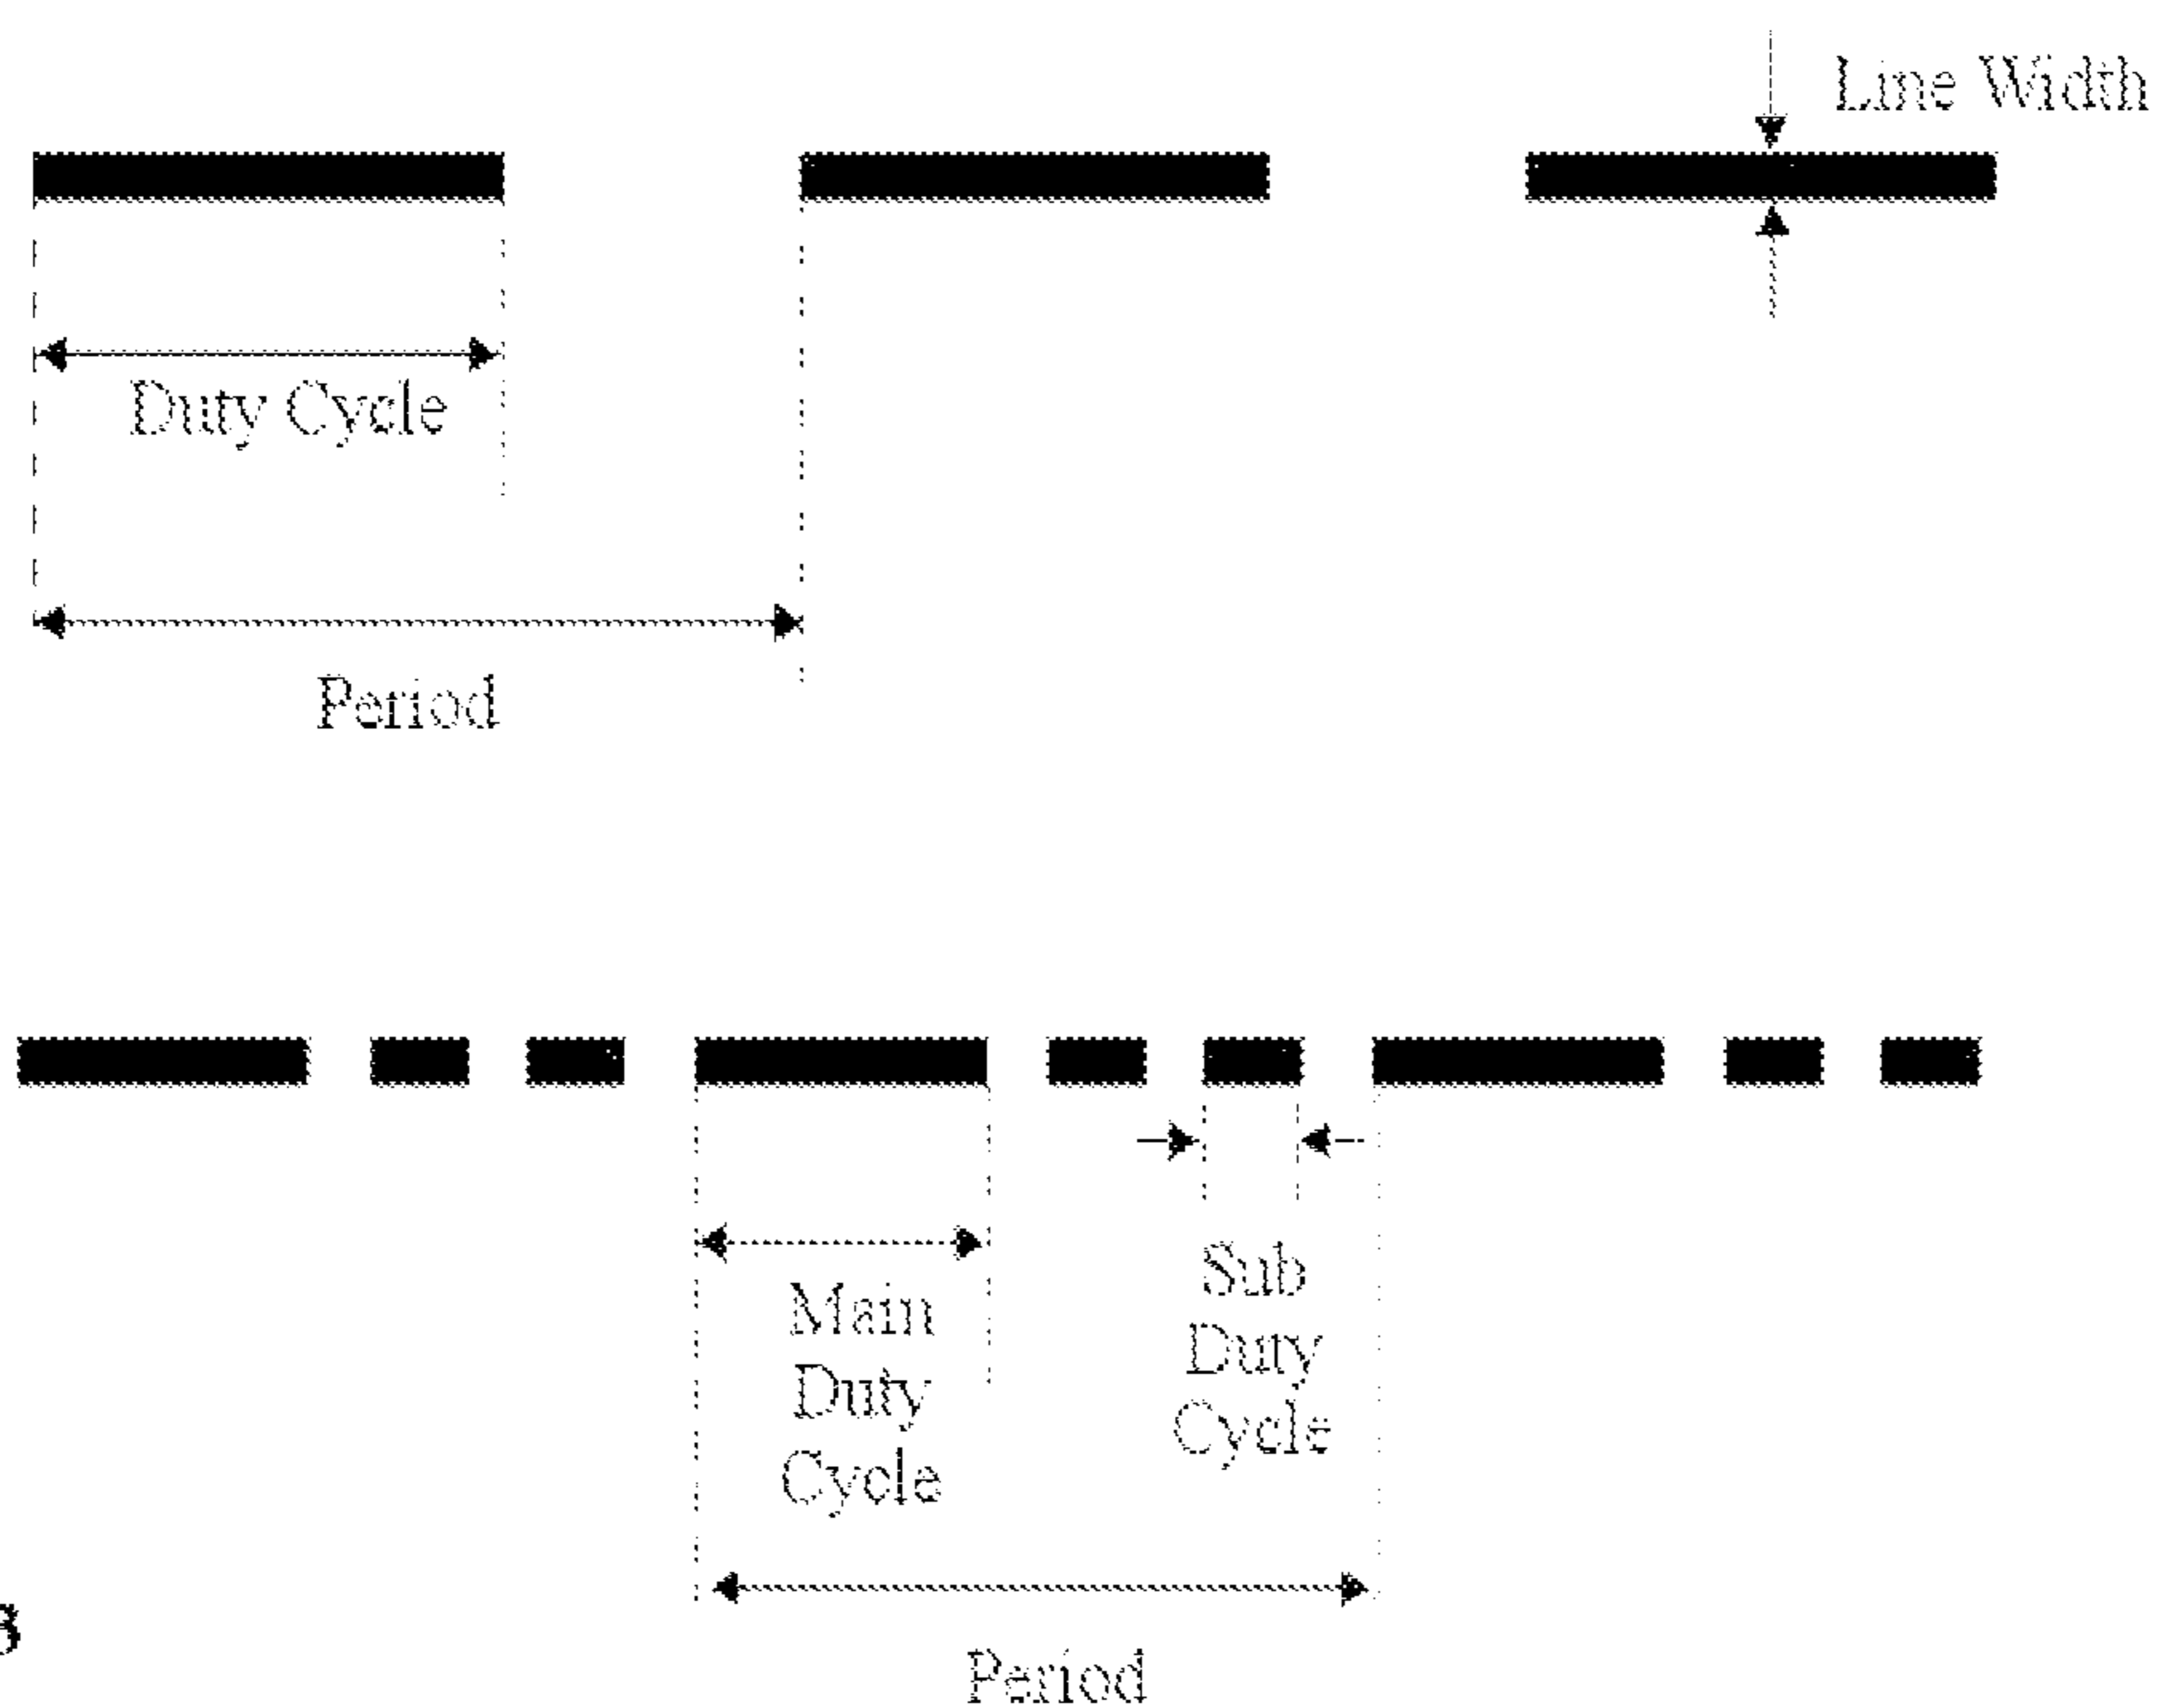 Line Width
Duty Cycle
Period
Main
Duty
Cycle
Sub
Duty
Cycle
Period